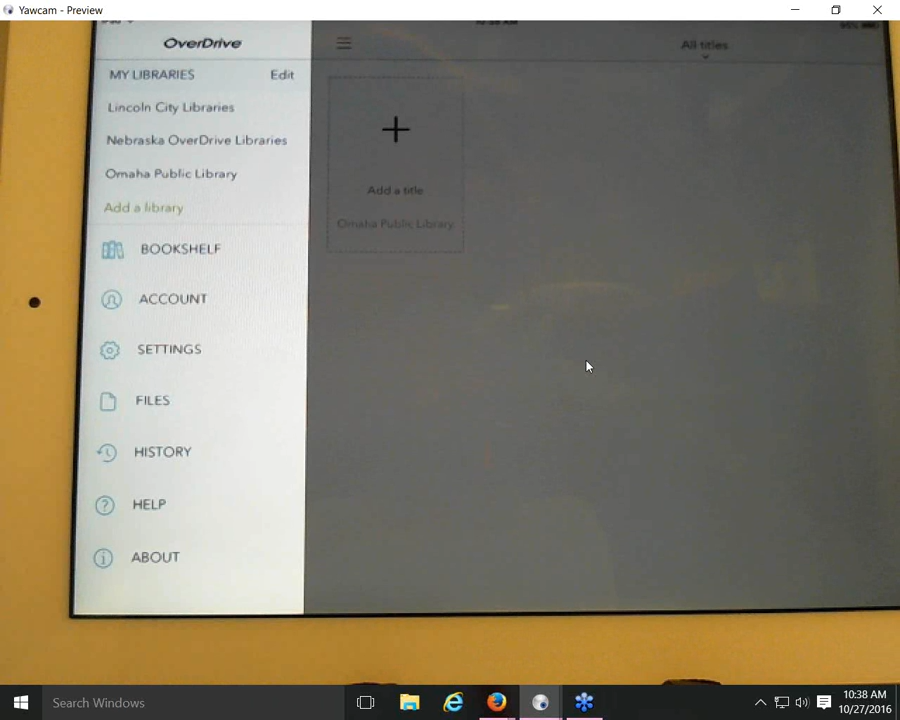 Yawcam - Preview
OverDrive
MY LIBRARIES Edit
Lincoln City Libraries
Nebraska OverDrive Libraries
Omaha Public Library
Add a library
BOOKSHELF
ACCOUNT
SETTINGS
FILES
HISTORY
HELP
ABOUT
All titles
Add a title
Omaha Public Library
Search Windows
10:38 AM
10/27/2016